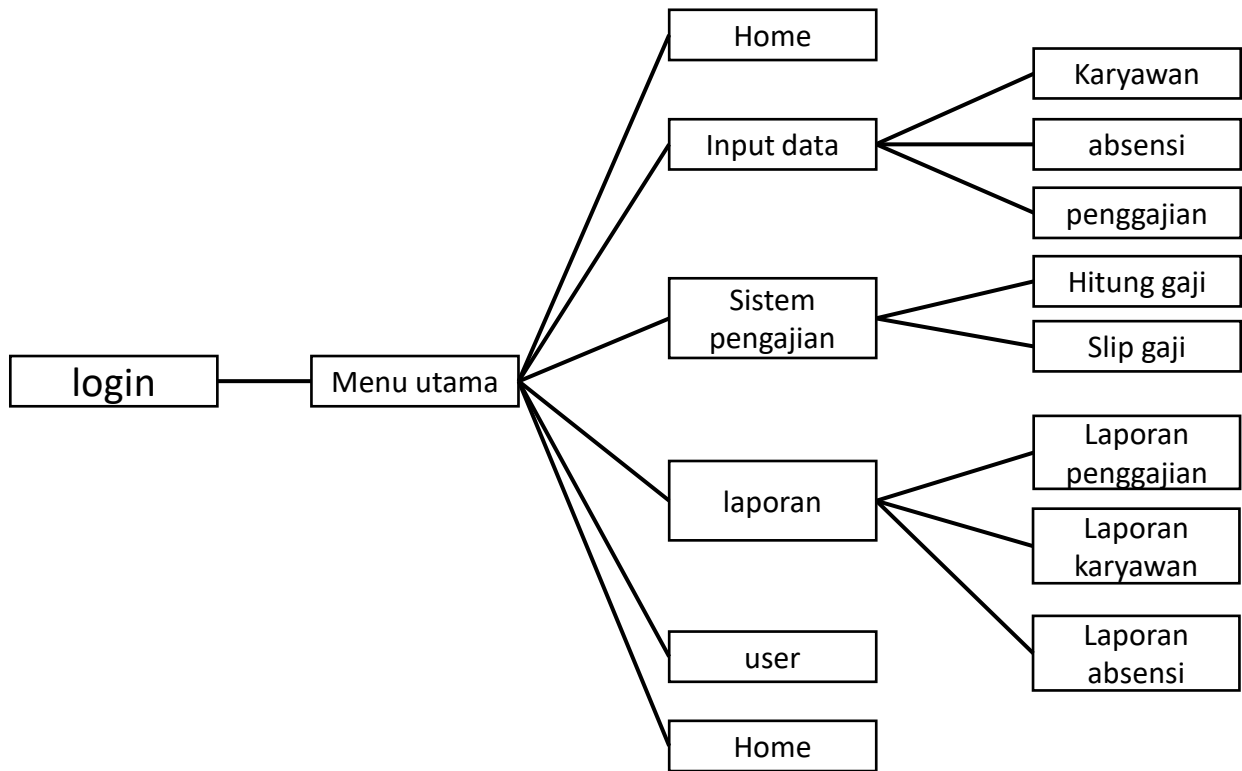 login
Menu utama
Home
Input data
Karyawan
absensi
penggajian
Sistem
pengajian
Hitung gaji
Slip gaji
laporan
Laporan
penggajian
Laporan
karyawan
Laporan
absensi
user
Home